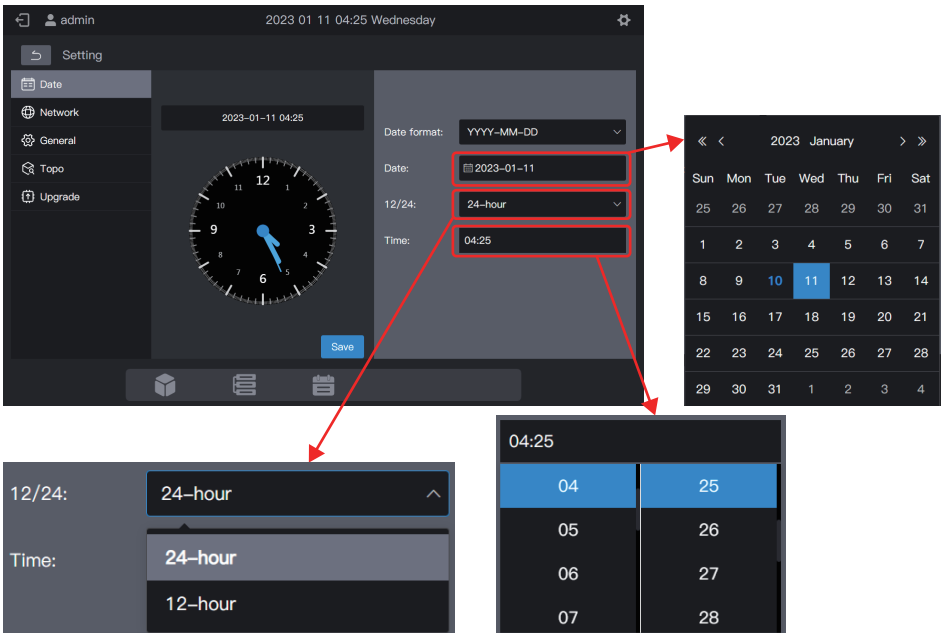 admin
2023 01 11 04:25 Wednesday
Setting
Date
Network
General
Topo
Upgrade
2023-01-11 04:25
12
1
2
3
4
5
6
7
8
9
10
11
Save
Date format: YYYY-MM-DD
Date: 2023-01-11
12/24: 24-hour
Time: 04:25
« < 2023 January > »
Sun Mon Tue Wed Thu Fri Sat
25 26 27 28 29 30 31
1 2 3 4 5 6 7
8 9 10 11 12 13 14
15 16 17 18 19 20 21
22 23 24 25 26 27 28
29 30 31 1 2 3 4
12/24: 24-hour
Time:
24-hour
12-hour
04:25
04 25
05 26
06 27
07 28